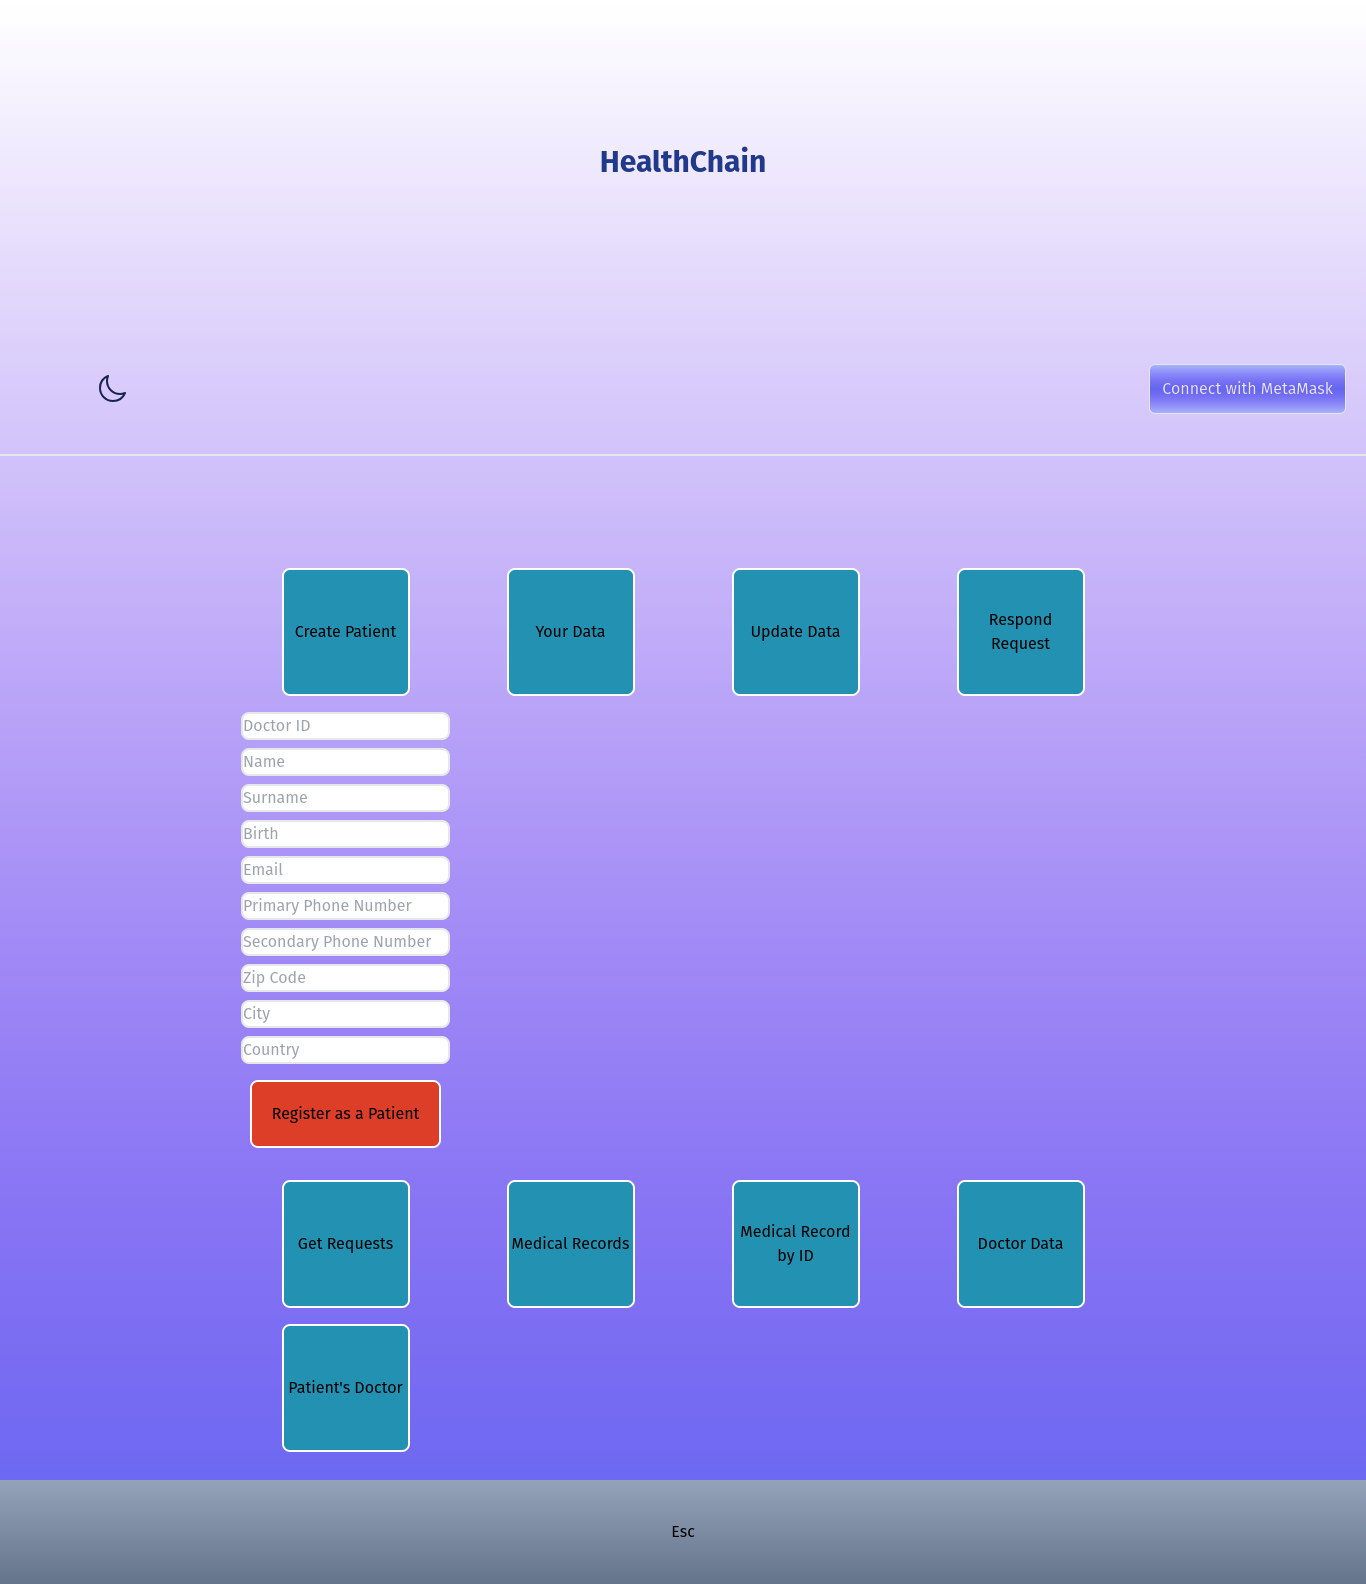 HealthChain
Connect with MetaMask
Create Patient
Your Data
Update Data
Respond
Request
Doctor ID
Name
Surname
Birth
Email
Primary Phone Number
Secondary Phone Number
Zip Code
City
Country
Register as a Patient
Get Requests
Medical Records
Medical Record
by ID
Doctor Data
Patient's Doctor
Esc